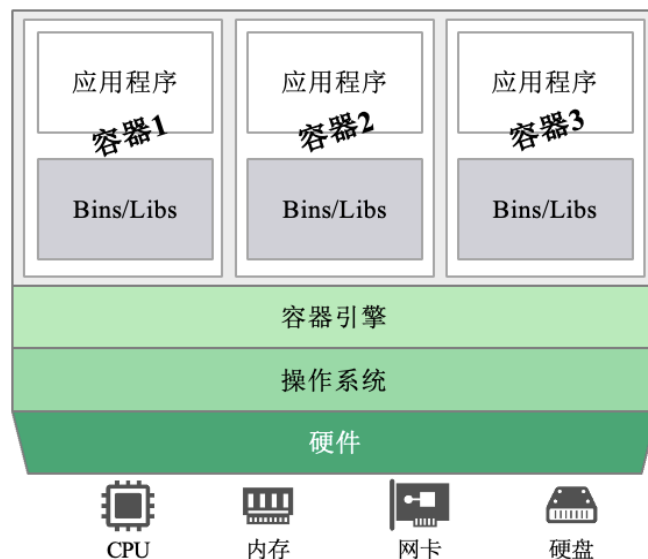 应用程序 应用程序 应用程序
容器1 容器2 容器3
Bins/Libs Bins/Libs Bins/Libs
容器引擎
操作系统
硬件
CPU 内存 网卡 硬盘